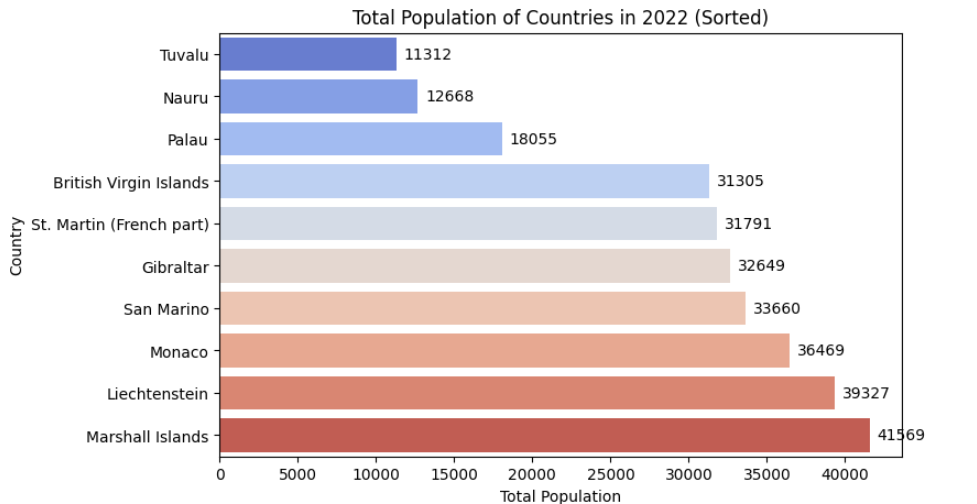 Total Population of Countries in 2022 (Sorted)
Tuvalu 11312
Nauru 12668
Palau 18055
British Virgin Islands 31305
St. Martin (French part) 31791
Gibraltar 32649
San Marino 33660
Monaco 36469
Liechtenstein 39327
Marshall Islands 41569
Country
0 5000 10000 15000 20000 25000 30000 35000 40000
Total Population